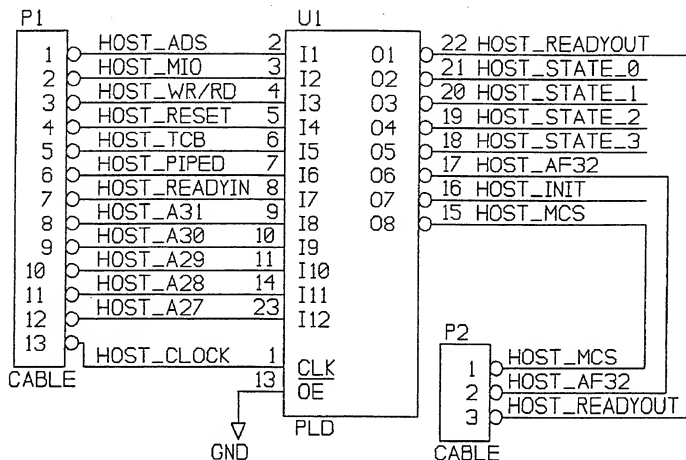 P1 U1
1 HOST_ADS 2 I1 O1 22 HOST_READYOUT
2 HOST_MIO 3 I2 O2 21 HOST_STATE_0
3 HOST_WR/RD 4 I3 O3 20 HOST_STATE_1
4 HOST_RESET 5 I4 O4 19 HOST_STATE_2
5 HOST_TCB 6 I5 O5 18 HOST_STATE_3
6 HOST_PIPED 7 I6 O6 17 HOST_AF32
7 HOST_READYIN 8 I7 O7 16 HOST_INIT
8 HOST_A31 9 I8 O8 15 HOST_MCS
9 HOST_A30 10 I9
10 HOST_A29 11 I10
11 HOST_A28 14 I11
12 HOST_A27 23 I12
13 HOST_CLOCK 1 CLK
CABLE 13 OE
GND PLD
P2
1 HOST_MCS
2 HOST_AF32
3 HOST_READYOUT
CABLE